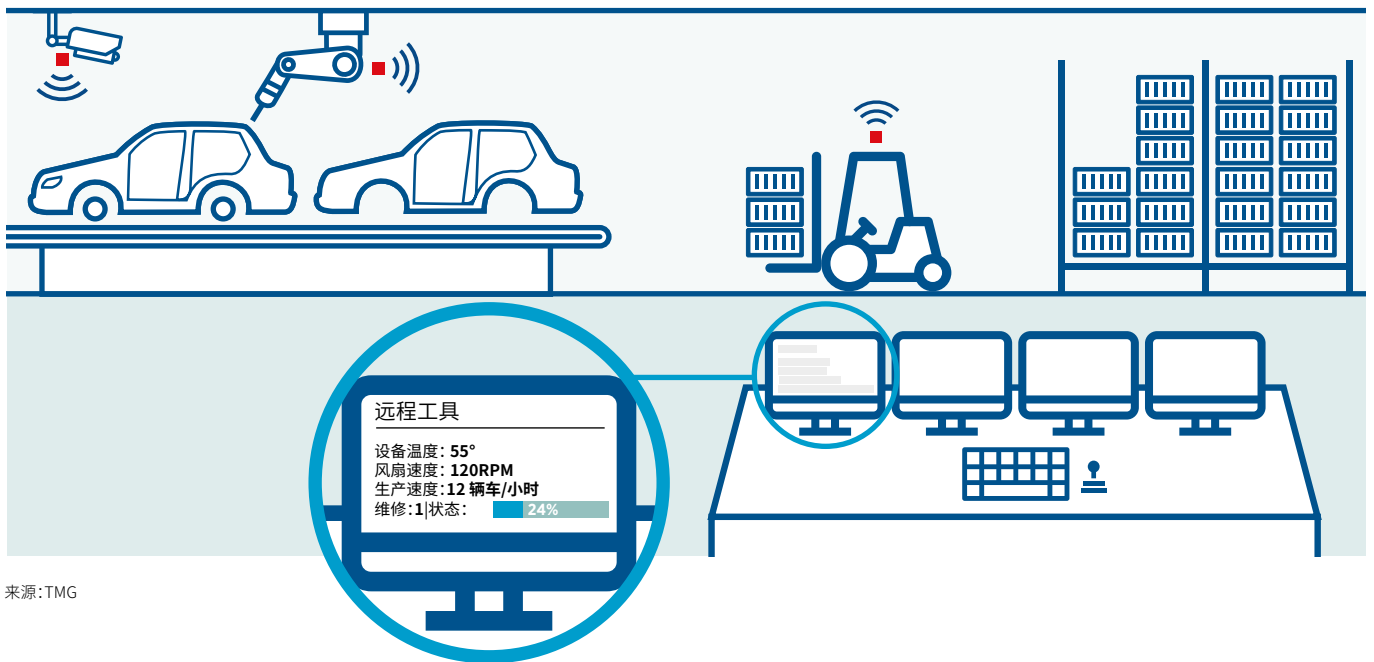 远程工具
设备温度：55°
风扇速度：120RPM
生产速度：12 辆车/小时
维修：1|状态： 24%
来源：TMG